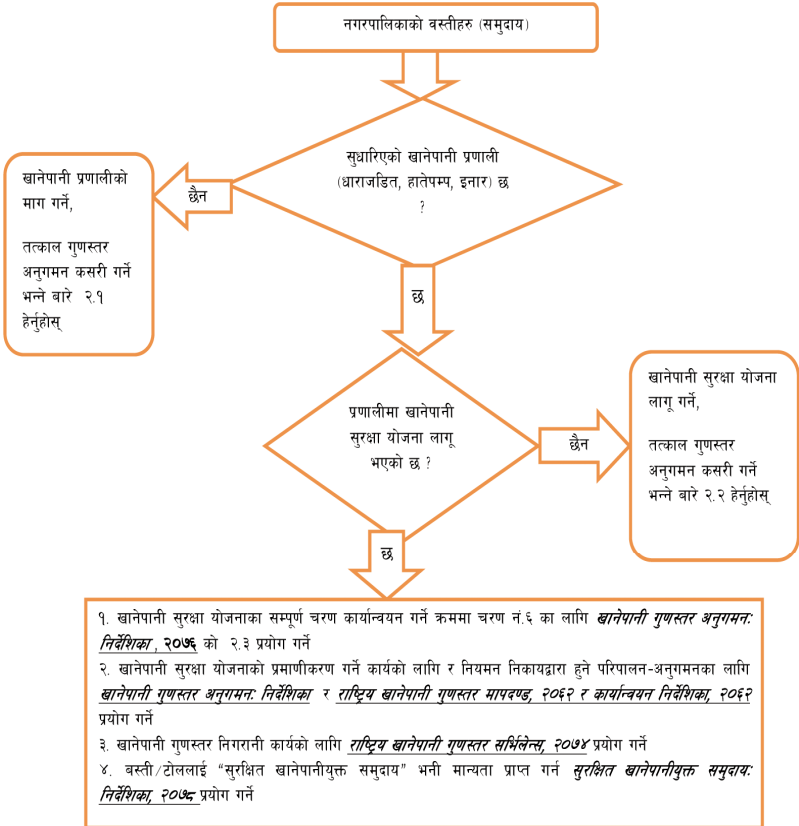 नगरपालिकाको वस्तीहरु (समुदाय)
सुधारिएको खानेपानी प्रणाली
(धाराजडित, हातेपम्प, इनार) छ
?
छैन
खानेपानी प्रणालीको
माग गर्ने,
तत्काल गुणस्तर
अनुगमन कसरी गर्ने
भन्ने बारे २.१
हेर्नुहोस्
छ
प्रणालीमा खानेपानी
सुरक्षा योजना लागू
भएको छ ?
छैन
खानेपानी सुरक्षा योजना
लागू गर्ने,
तत्काल गुणस्तर
अनुगमन कसरी गर्ने
भन्ने बारे २.२ हेर्नुहोस्
छ
१. खानेपानी सुरक्षा योजनाका सम्पूर्ण चरण कार्यान्वयन गर्ने क्रममा चरण नं.६ का लागि खानेपानी गुणस्तर अनुगमनः
निर्देशिका, २०७६ को २.३ प्रयोग गर्ने
२. खानेपानी सुरक्षा योजनाको प्रमाणीकरण गर्ने कार्यको लागि र नियमन निकायद्वारा हुने परिपालन-अनुगमनका लागि
खानेपानी गुणस्तर अनुगमनः निर्देशिका र राष्ट्रिय खानेपानी गुणस्तर मापदण्ड, २०६२ र कार्यान्वयन निर्देशिका, २०६२
प्रयोग गर्ने
३. खानेपानी गुणस्तर निगरानी कार्यको लागि राष्ट्रिय खानेपानी गुणस्तर सर्भिलेन्स, २०७४ प्रयोग गर्ने
४. बस्ती/टोललाई “सुरक्षित खानेपानीयुक्त समुदाय” भनी मान्यता प्राप्त गर्न सुरक्षित खानेपानीयुक्त समुदायः
निर्देशिका, २०७८ प्रयोग गर्ने